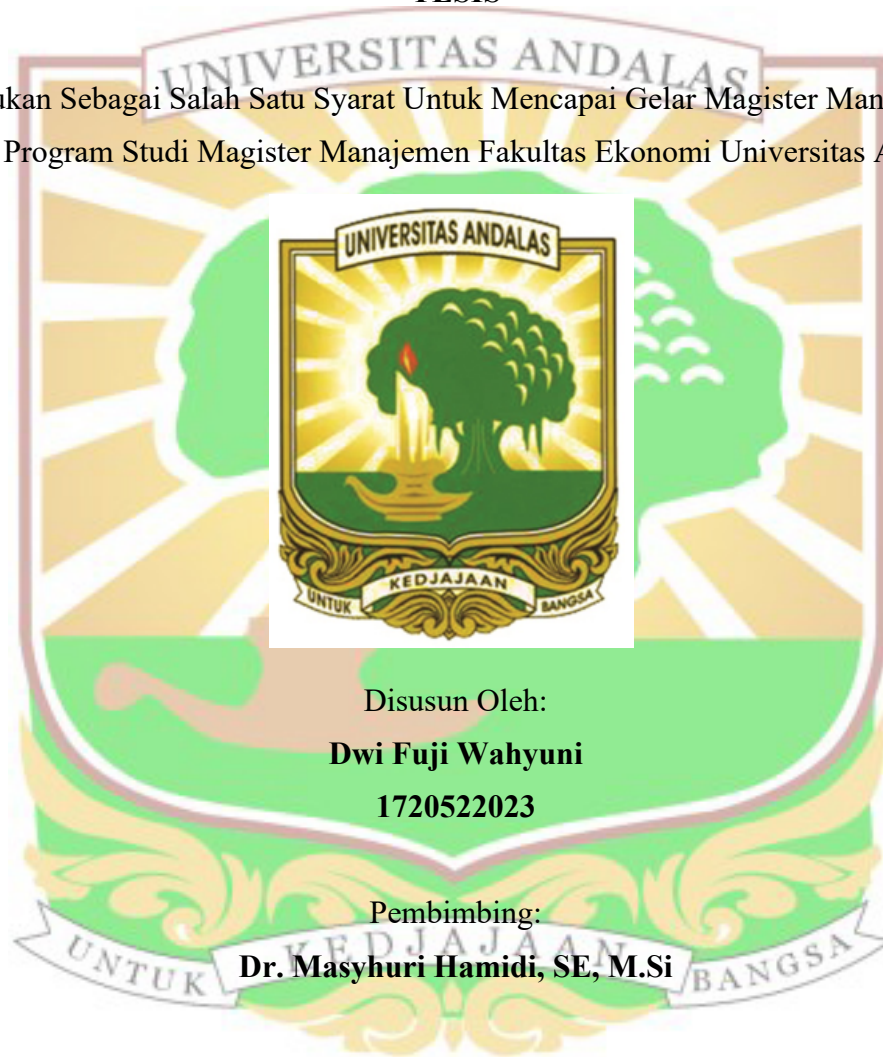 TESIS
UNIVERSITAS ANDALAS
ukan Sebagai Salah Satu Syarat Untuk Mencapai Gelar Magister Man
Program Studi Magister Manajemen Fakultas Ekonomi Universitas A
UNIVERSITAS ANDALAS
UNTUK KEDJAJAAN BANGSA
Disusun Oleh:
Dwi Fuji Wahyuni
1720522023
Pembimbing:
Dr. Masyhuri Hamidi, SE, M.Si
UNTUK KEDJAJAAN BANGSA